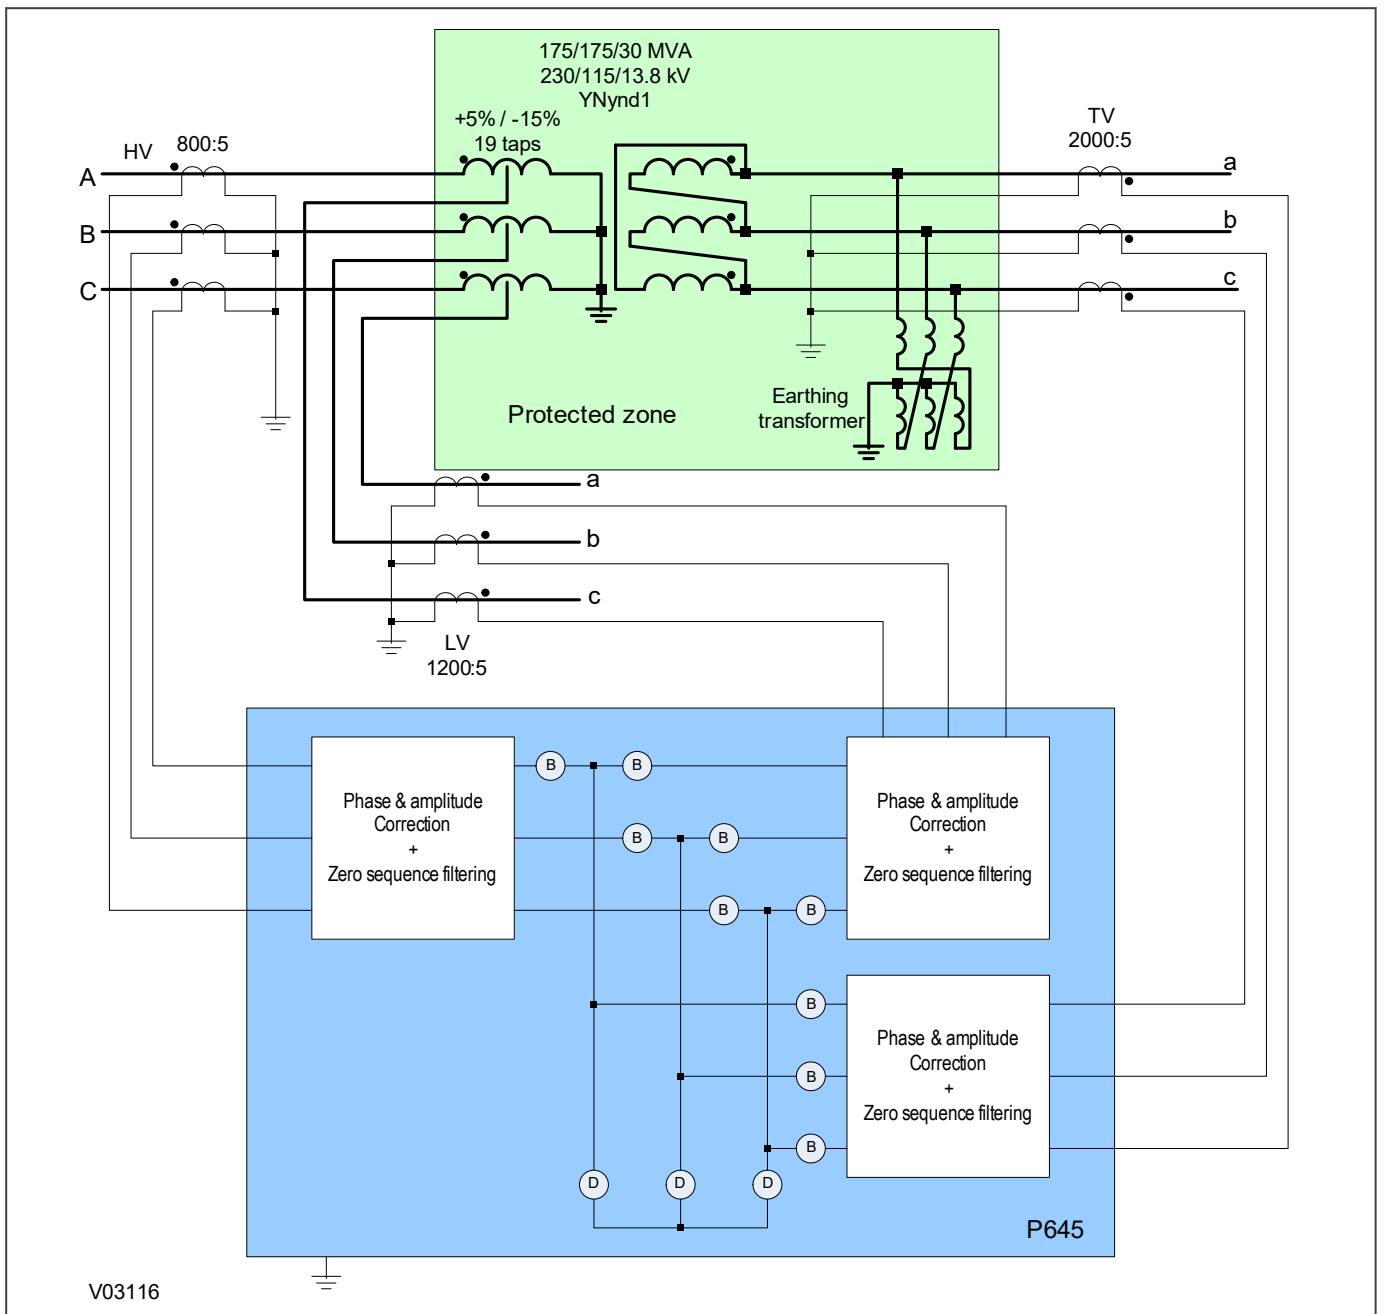 175/175/30 MVA
230/115/13.8 kV
YNynd1
+5% / -15%
19 taps
HV
800:5
TV
2000:5
A
a
B
b
C
c
Earthing
transformer
Protected zone
a
b
c
LV
1200:5
B
B
Phase & amplitude
Correction
+
Zero sequence filtering
Phase & amplitude
Correction
+
Zero sequence filtering
B
B
B
B
B
Phase & amplitude
Correction
+
Zero sequence filtering
B
B
D
D
D
P645
V03116